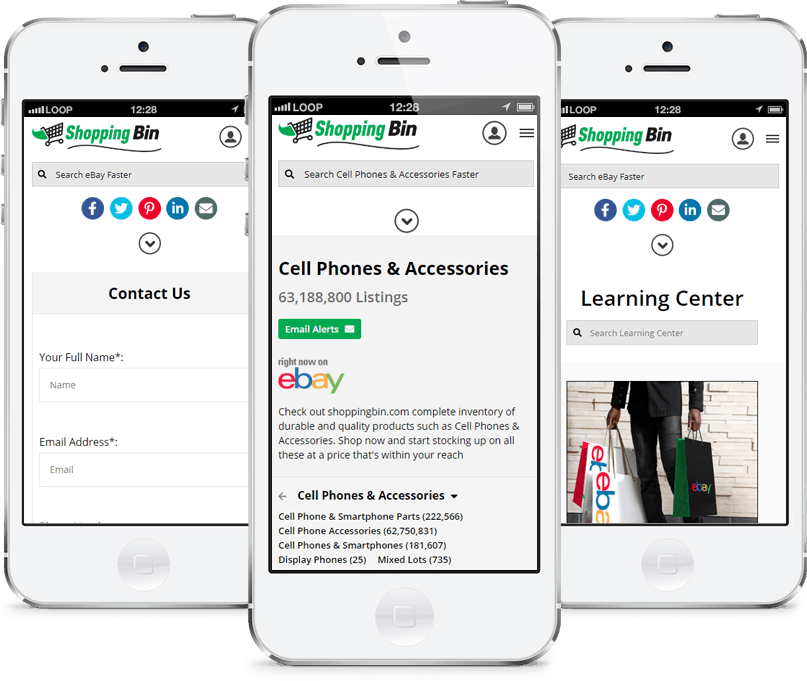 LOOP 12:28
Shopping Bin
Search eBay Faster
Contact Us
Your Full Name*:
Name
Email Address*:
Email
LOOP 12:28
Shopping Bin
Search Cell Phones & Accessories Faster
Cell Phones & Accessories
63,188,800 Listings
Email Alerts
right now on
ebay
Check out shoppingbin.com complete inventory of
durable and quality products such as Cell Phones &
Accessories. Shop now and start stocking up on all
these at a price that's within your reach
Cell Phones & Accessories
Cell Phone & Smartphone Parts (222,566)
Cell Phone Accessories (62,750,831)
Cell Phones & Smartphones (181,607)
Display Phones (25) Mixed Lots (735)
LOOP 12:28
Shopping Bin
Search eBay Faster
Learning Center
Search Learning Center
ebay
ebay